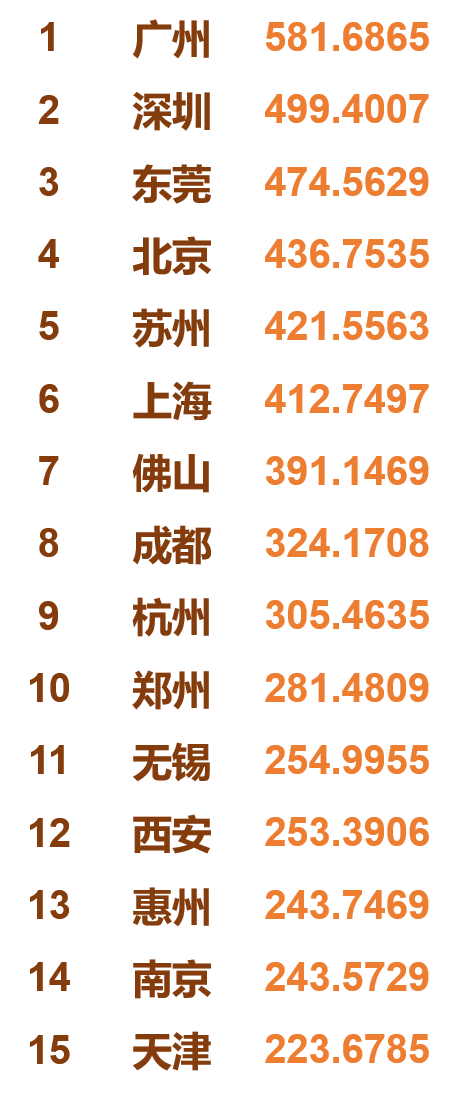 1 广州 581.6865
2 深圳 499.4007
3 东莞 474.5629
4 北京 436.7535
5 苏州 421.5563
6 上海 412.7497
7 佛山 391.1469
8 成都 324.1708
9 杭州 305.4635
10 郑州 281.4809
11 无锡 254.9955
12 西安 253.3906
13 惠州 243.7469
14 南京 243.5729
15 天津 223.6785